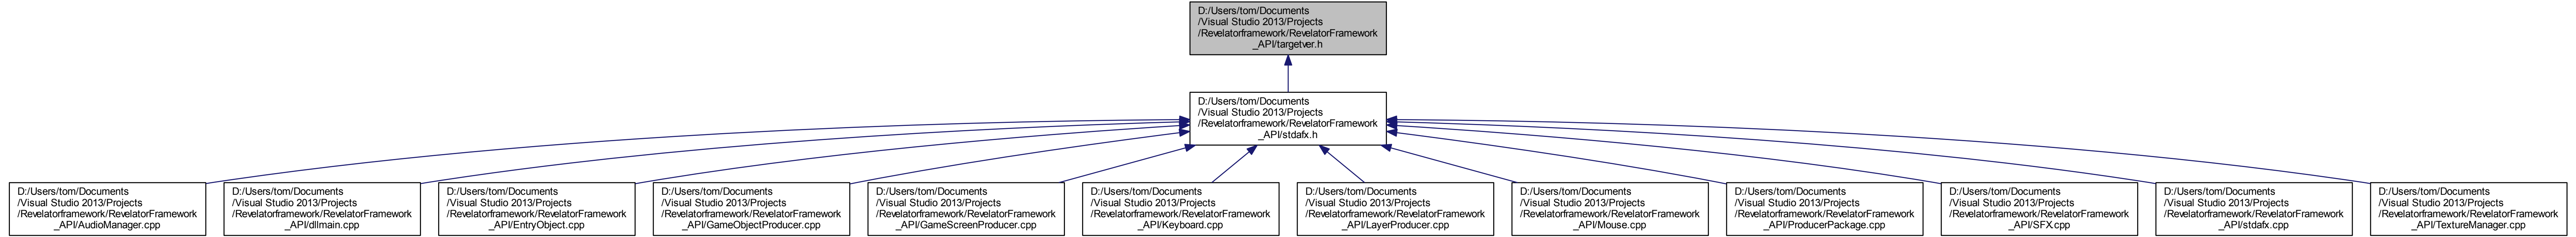 D:/Users/tom/Documents
/Visual Studio 2013/Projects
/Revelatorframework/RevelatorFramework
_API/targetver.h
D:/Users/tom/Documents
/Visual Studio 2013/Projects
/Revelatorframework/RevelatorFramework
_API/stdafx.h
D:/Users/tom/Documents
/Visual Studio 2013/Projects
/Revelatorframework/RevelatorFramework
_API/AudioManager.cpp
D:/Users/tom/Documents
/Visual Studio 2013/Projects
/Revelatorframework/RevelatorFramework
_API/dllmain.cpp
D:/Users/tom/Documents
/Visual Studio 2013/Projects
/Revelatorframework/RevelatorFramework
_API/EntryObject.cpp
D:/Users/tom/Documents
/Visual Studio 2013/Projects
/Revelatorframework/RevelatorFramework
_API/GameObjectProducer.cpp
D:/Users/tom/Documents
/Visual Studio 2013/Projects
/Revelatorframework/RevelatorFramework
_API/GameScreenProducer.cpp
D:/Users/tom/Documents
/Visual Studio 2013/Projects
/Revelatorframework/RevelatorFramework
_API/Keyboard.cpp
D:/Users/tom/Documents
/Visual Studio 2013/Projects
/Revelatorframework/RevelatorFramework
_API/LayerProducer.cpp
D:/Users/tom/Documents
/Visual Studio 2013/Projects
/Revelatorframework/RevelatorFramework
_API/Mouse.cpp
D:/Users/tom/Documents
/Visual Studio 2013/Projects
/Revelatorframework/RevelatorFramework
_API/ProducerPackage.cpp
D:/Users/tom/Documents
/Visual Studio 2013/Projects
/Revelatorframework/RevelatorFramework
_API/SFX.cpp
D:/Users/tom/Documents
/Visual Studio 2013/Projects
/Revelatorframework/RevelatorFramework
_API/stdafx.cpp
D:/Users/tom/Documents
/Visual Studio 2013/Projects
/Revelatorframework/RevelatorFramework
_API/TextureManager.cpp